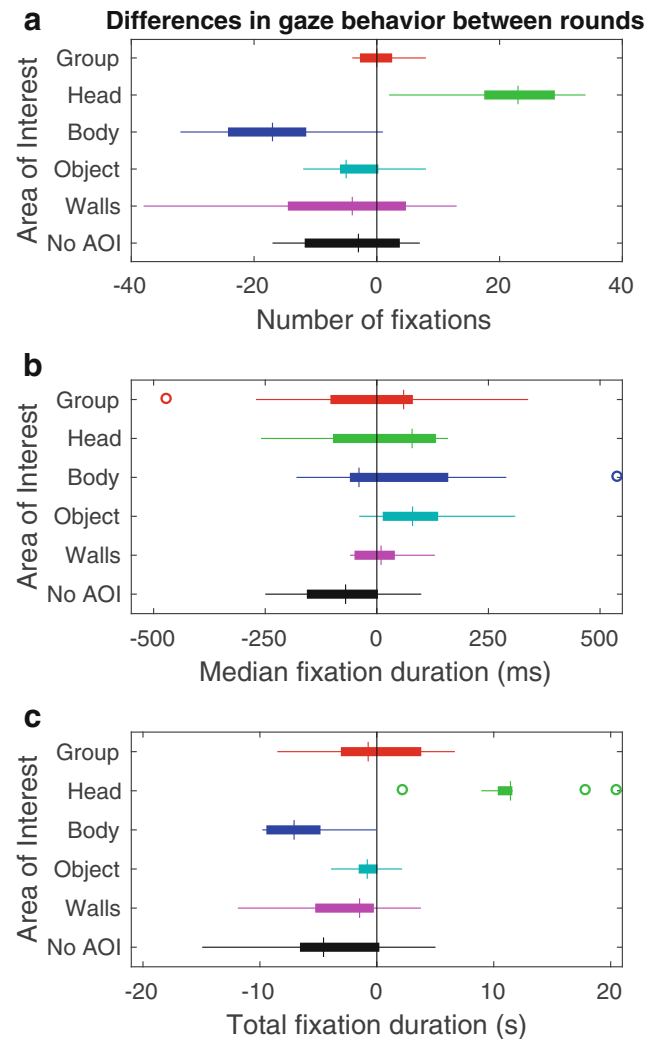 a Differences in gaze behavior between rounds
Area of Interest
Group
Head
Body
Object
Walls
No AOI
-40 -20 0 20 40
Number of fixations
b
Area of Interest
Group
Head
Body
Object
Walls
No AOI
-500 -250 0 250 500
Median fixation duration (ms)
c
Area of Interest
Group
Head
Body
Object
Walls
No AOI
-20 -10 0 10 20
Total fixation duration (s)